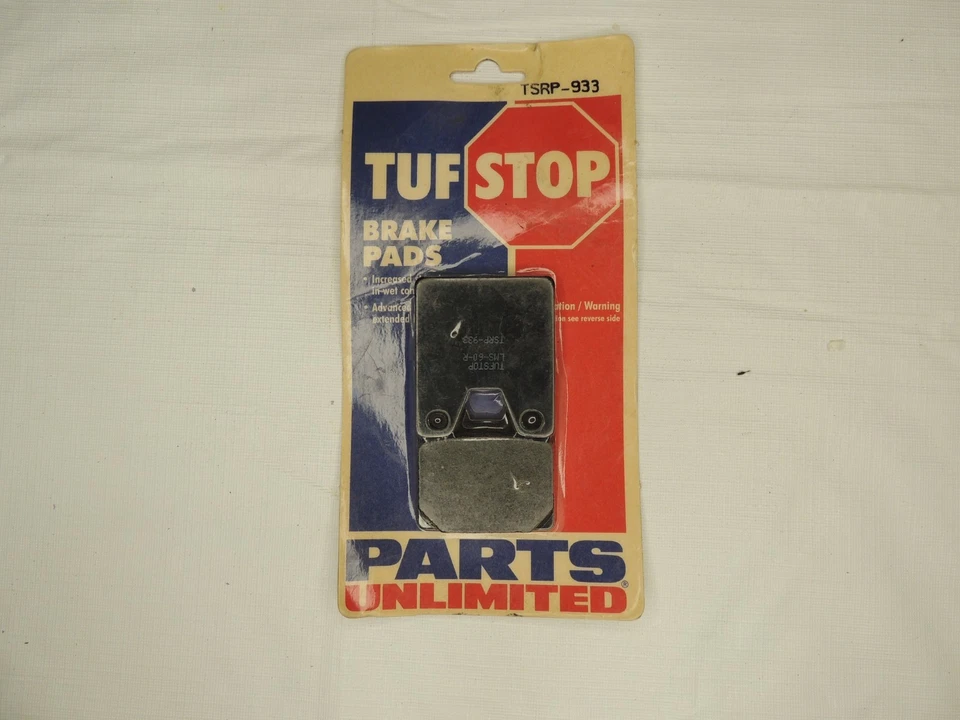 TSRP-933
TUF STOP
BRAKE
PADS
• Increased
in wet con
• Advanced
extended
ation / Warning
see reverse side
TUFSTOP
LMS-60-R
TSRP-933
PARTS
UNLIMITED®